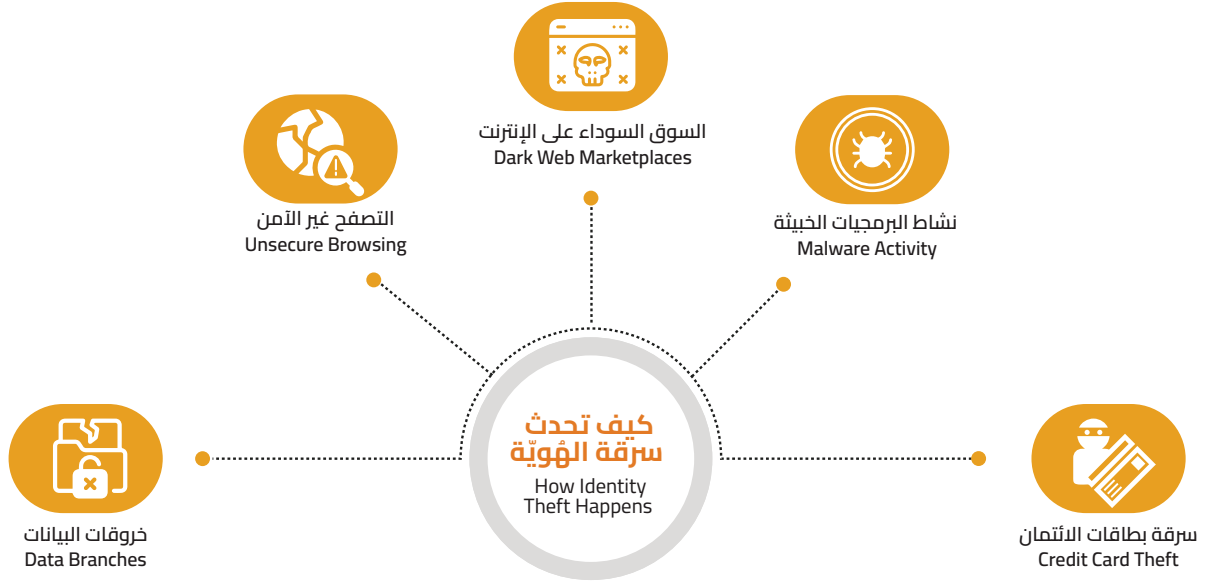 السوق السوداء على الإنترنت
Dark Web Marketplaces
التصفح غير الآمن
Unsecure Browsing
نشاط البرمجيات الخبيثة
Malware Activity
كيف تحدث
سرقة الهُويّة
How Identity
Theft Happens
خروقات البيانات
Data Branches
سرقة بطاقات الائتمان
Credit Card Theft